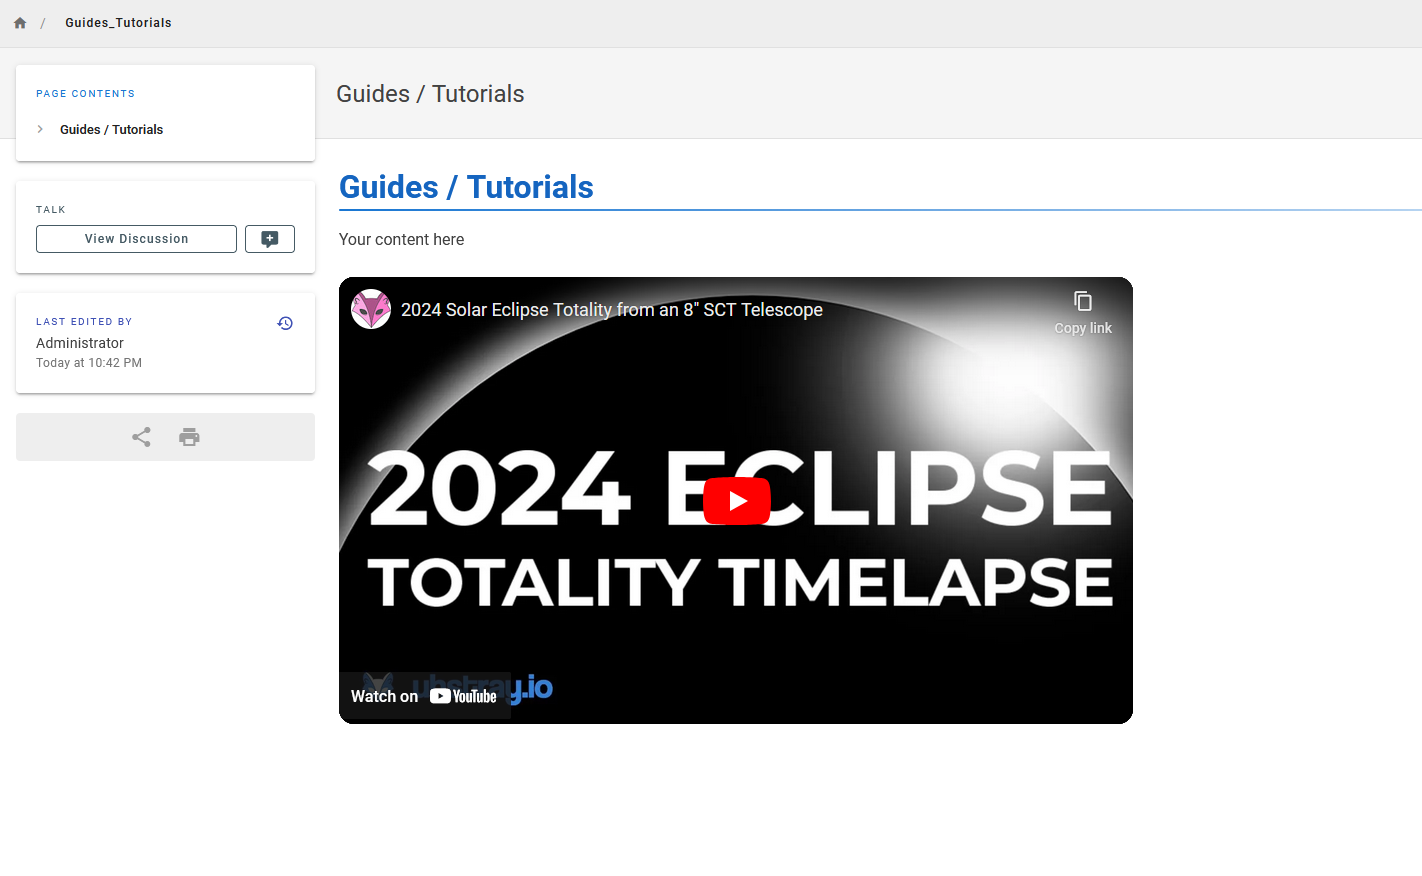 / Guides_Tutorials
PAGE CONTENTS
Guides / Tutorials
TALK
View Discussion
LAST EDITED BY
Administrator
Today at 10:42 PM
Guides / Tutorials
Guides / Tutorials
Your content here
2024 Solar Eclipse Totality from an 8" SCT Telescope
Copy link
2024 ECLIPSE
TOTALITY TIMELAPSE
Watch on YouTube